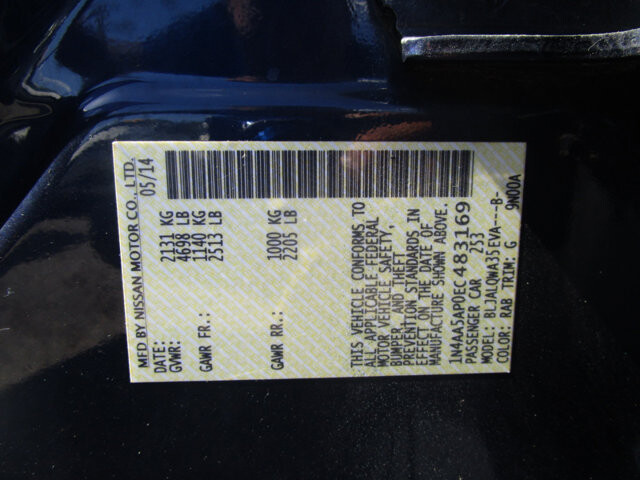 MFD BY NISSAN MOTOR CO., LTD.
DATE: 05/14
GVWR: 2131 KG
4698 LB
GAWR FR.: 1140 KG
2513 LB
GAWR RR.: 1000 KG
2205 LB
THIS VEHICLE CONFORMS TO
ALL APPLICABLE FEDERAL
MOTOR VEHICLE SAFETY,
BUMPER, AND THEFT
PREVENTION STANDARDS IN
EFFECT ON THE DATE OF
MANUFACTURE SHOWN ABOVE.
1N4AA5AP0EC483169
PASSENGER CAR Z53
MODEL: BLJALQWA35EVA---B-
COLOR: RAB TRIM: G 9N00A